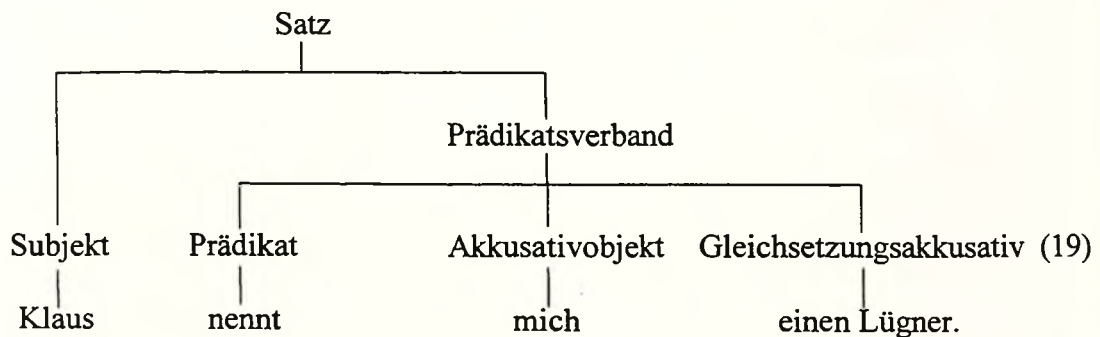 Satz
Prädikatsverband
Subjekt Prädikat Akkusativobjekt Gleichsetzungsakkusativ (19)
Klaus nennt mich einen Lügner.